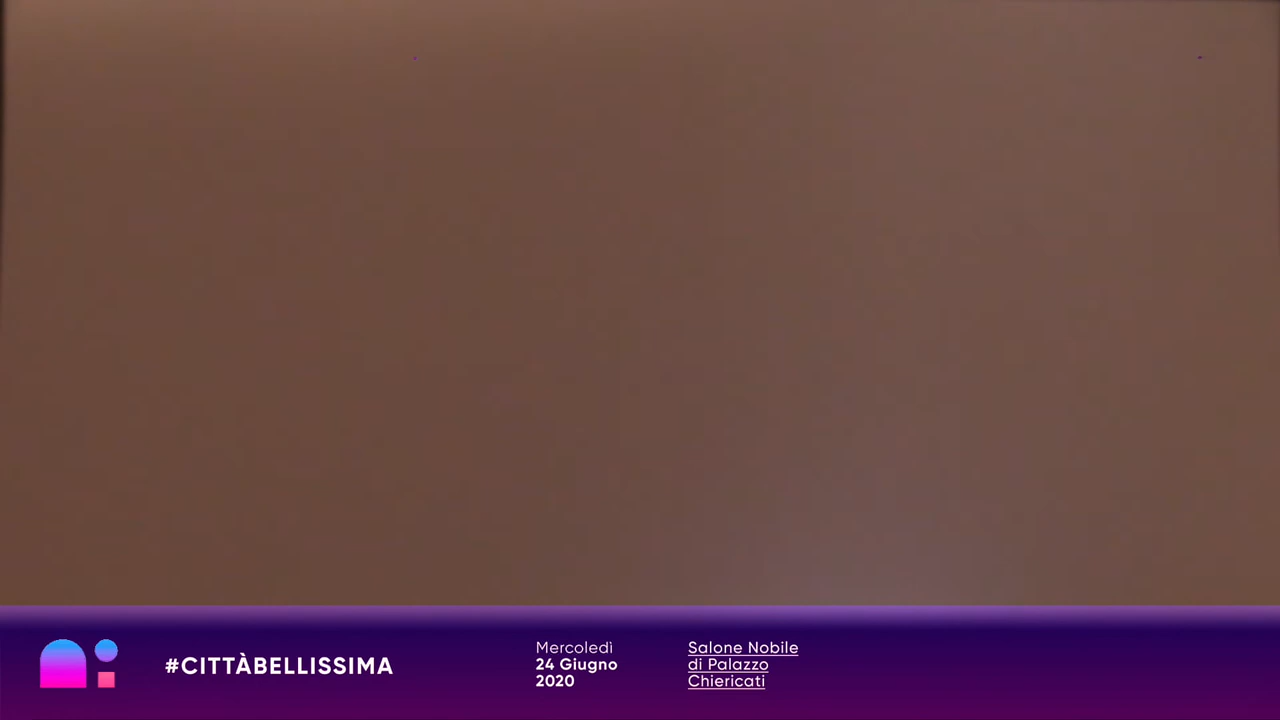 #CITTÀBELLISSIMA
Mercoledì
24 Giugno
2020
Salone Nobile
di Palazzo
Chiericati